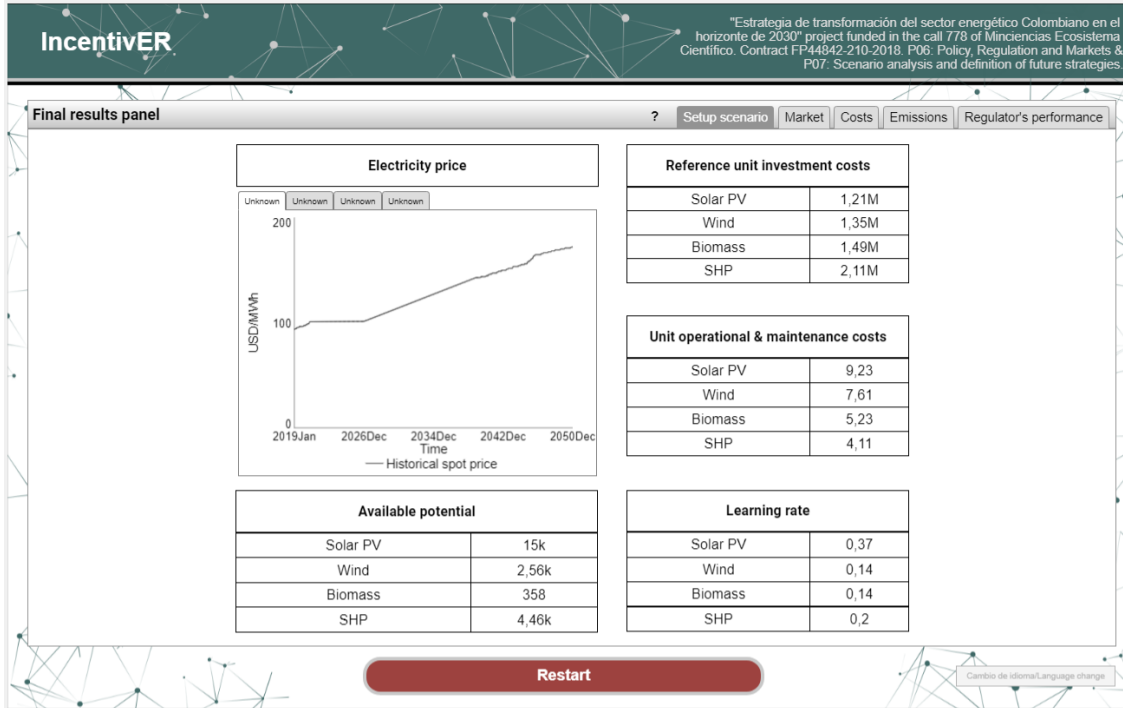 IncentivER
"Estrategia de transformación del sector energético Colombiano en el
horizonte de 2030" project funded in the call 778 of Minciencias Ecosistema
Científico. Contract FP44842-210-2018. P06: Policy, Regulation and Markets &
P07: Scenario analysis and definition of future strategies.
Final results panel
? Setup scenario Market Costs Emissions Regulator's performance
Electricity price
Unknown Unknown Unknown Unknown
200
100
0
USD/MWh
2019Jan 2026Dec 2034Dec 2042Dec 2050Dec
Time
Historical spot price
Reference unit investment costs
Solar PV 1,21M
Wind 1,35M
Biomass 1,49M
SHP 2,11M
Unit operational & maintenance costs
Solar PV 9,23
Wind 7,61
Biomass 5,23
SHP 4,11
Available potential
Solar PV 15k
Wind 2,56k
Biomass 358
SHP 4,46k
Learning rate
Solar PV 0,37
Wind 0,14
Biomass 0,14
SHP 0,2
Restart
Cambio de idioma/Language change